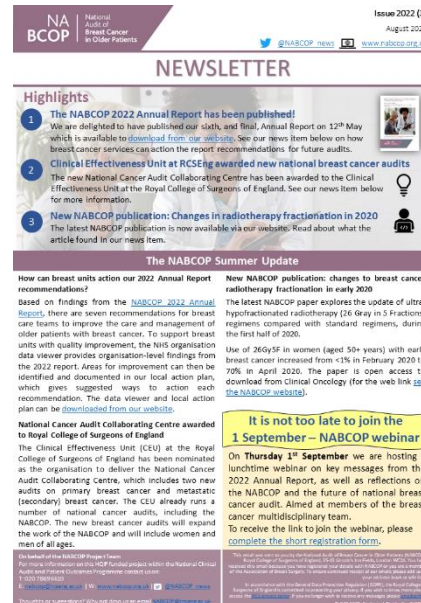 NA
BCOP
National
Audit of
Breast Cancer
in Older Patients
Issue 2022 (
August 202
@NABCOP_news www.nabcop.org.
NEWSLETTER
Highlights
1 The NABCOP 2022 Annual Report has been published!
We are delighted to have published our sixth, and final, Annual Report on 12th May
which is available to download from our website. See our news item below on how
breast cancer services can action the report recommendations for future audits.
2 Clinical Effectiveness Unit at RCSEng awarded new national breast cancer audits
The new National Cancer Audit Collaborating Centre has been awarded to the Clinical
Effectiveness Unit at the Royal College of Surgeons of England. See our news item below
for more information.
3 New NABCOP publication: Changes in radiotherapy fractionation in 2020
The latest NABCOP publication is now available via our website. Read about what the
article found in our news item.
The NABCOP Summer Update
How can breast units action our 2022 Annual Report
recommendations?
Based on findings from the NABCOP 2022 Annual
Report, there are seven recommendations for breast
care teams to improve the care and management of
older patients with breast cancer. To support breast
units with quality improvement, the NHS organisation
data viewer provides organisation-level findings from
the 2022 report. Areas for improvement can then be
identified and documented in our local action plan,
which gives suggested ways to action each
recommendation. The data viewer and local action
plan can be downloaded from our website.
National Cancer Audit Collaborating Centre awarded
to Royal College of Surgeons of England
The Clinical Effectiveness Unit (CEU) at the Royal
College of Surgeons of England has been nominated
as the organisation to deliver the National Cancer
Audit Collaborating Centre, which includes two new
audits on primary breast cancer and metastatic
(secondary) breast cancer. The CEU already runs a
number of national cancer audits, including the
NABCOP. The new breast cancer audits will expand
the work of the NABCOP and will include women and
men of all ages.
New NABCOP publication: changes to breast cance
radiotherapy fractionation in early 2020
The latest NABCOP paper explores the update of ultra
hypofractionated radiotherapy (26 Gray in 5 Fractions
regimens compared with standard regimens, durin
the first half of 2020.
Use of 26Gy5F in women (aged 50+ years) with earl
breast cancer increased from <1% in February 2020 t
70% in April 2020. The paper is open access t
download from Clinical Oncology (for the web link se
the NABCOP website).
It is not too late to join the
1 September – NABCOP webinar
On Thursday 1st September we are hosting
lunchtime webinar on key messages from th
2022 Annual Report, as well as reflections o
the NABCOP and the future of national breas
cancer audit. Aimed at members of the breas
cancer multidisciplinary team.
To receive the link to join the webinar, please
complete the short registration form.
On behalf of the NABCOP Project Team